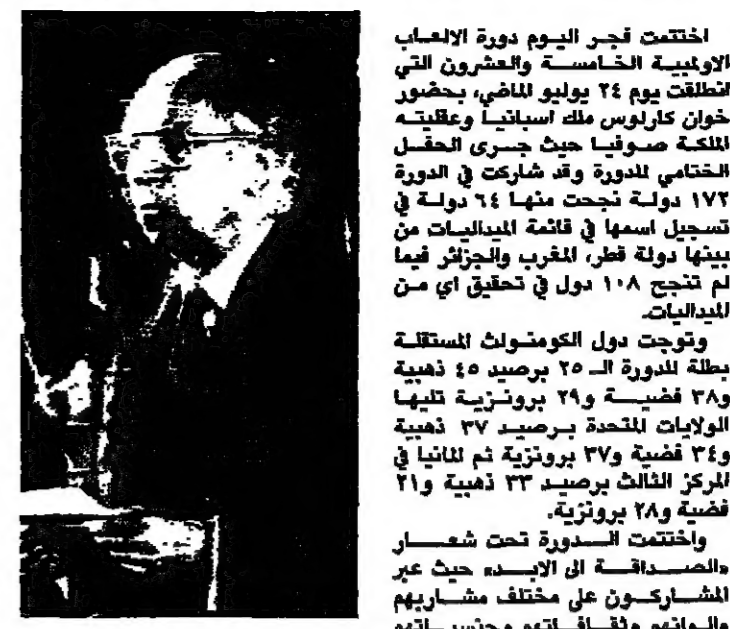 اختتمت فجر اليوم دورة الالعاب
الاولمبية الخامسة والعشرون التي
انطلقت يوم ٢٤ يوليو الماضي، بحضور
خوان كارلوس ملك اسبانيا وعقليته
الملكة صوفيا حيث جرى الحفل
الختامي للدورة وقد شاركت في الدورة
١٧٢ دولة نجحت منها ٦٤ دولة في
تسجيل اسمها في قائمة الميداليات من
بينها دولة قطر، المغرب والجزائر فيما
لم تنجح ١٠٨ دول في تحقيق اي من
الميداليات.
وتوجت دول الكومنولث المستقلة
بطلة للدورة الـ ٢٥ برصيد ٤٥ ذهبية
و٣٨ فضية و٢٩ برونزية تليها
الولايات المتحدة برصيد ٣٧ ذهبية
و٣٤ فضية و٣٧ برونزية ثم المانيا في
المركز الثالث برصيد ٣٣ ذهبية و٢١
فضية و٢٨ برونزية.
واختتمت الدورة تحت شعار
«الصداقة الى الابد» حيث عبر
المشاركون على مختلف مشاربهم
والوانهم وثقافاتهم وجنسياتهم